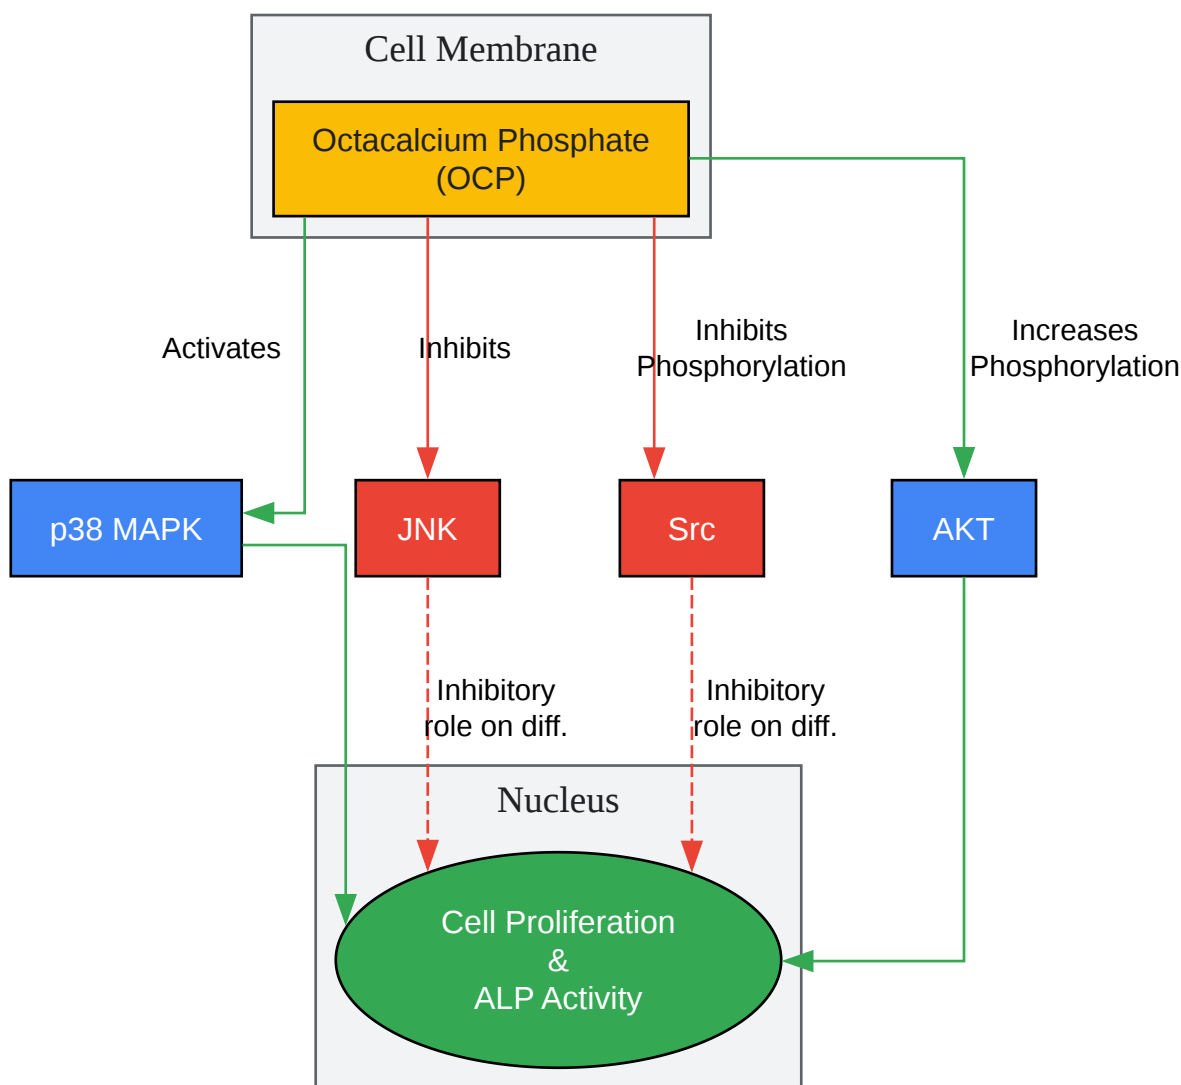 Cell Membrane
Octacalcium Phosphate
(OCP)
Activates
Inhibits
Inhibits
Phosphorylation
Increases
Phosphorylation
p38 MAPK
JNK
Src
AKT
Inhibitory
role on diff.
Inhibitory
role on diff.
Nucleus
Cell Proliferation
&
ALP Activity